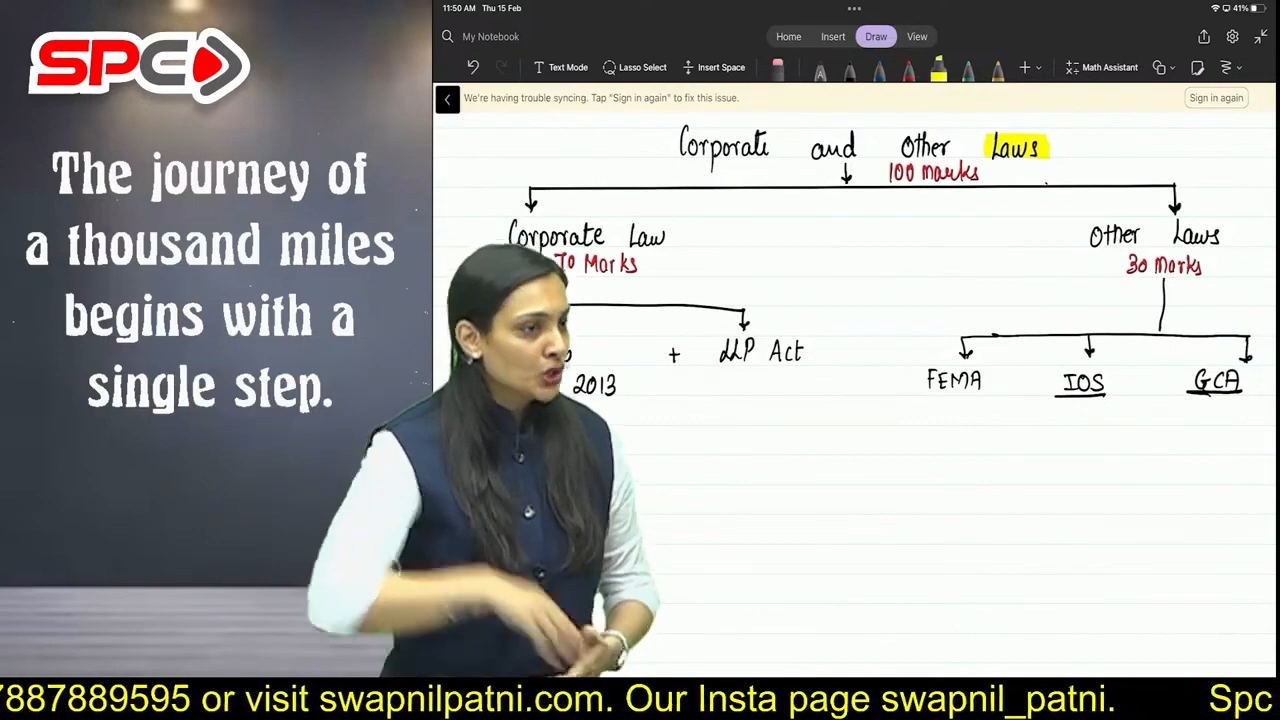 11:50 AM Thu 15 Feb
41%
My Notebook
Home Insert Draw View
Text Mode Lasso Select Insert Space Math Assistant
We're having trouble syncing. Tap "Sign in again" to fix this issue. Sign in again
SPC
The journey of
a thousand miles
begins with a
single step.
Corporate and Other Laws
100 marks
Corporate Law Other Laws
70 Marks 30 Marks
+ LLP Act
2013
FEMA IOS GCA
7887889595 or visit swapnilpatni.com. Our Insta page swapnil_patni. Spc